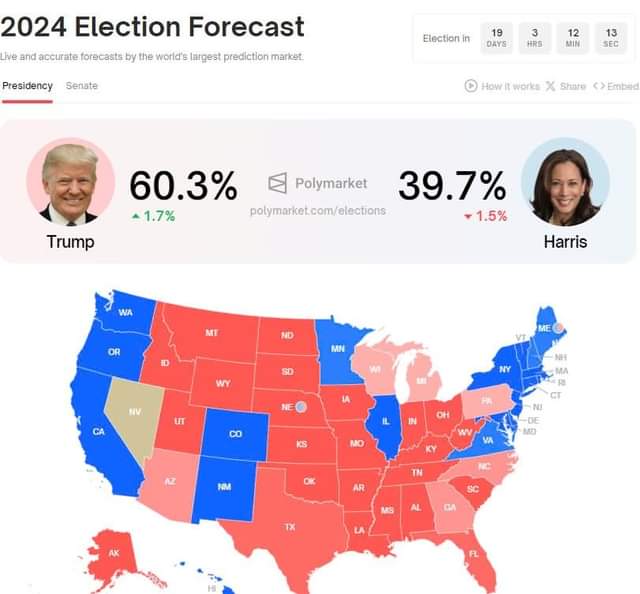 2024 Election Forecast
Live and accurate forecasts by the world's largest prediction market.
Election in
19 3 12 13
DAYS HRS MIN SEC
Presidency Senate
How it works Share Embed
60.3% Polymarket 39.7%
1.7% polymarket.com/elections 1.5%
Trump Harris
WA
OR
CA
NV
ID
MT
WY
UT
AZ
CO
NM
ND
SD
NE
KS
OK
TX
MN
IA
MO
AR
LA
WI
IL
MI
IN
OH
KY
TN
MS
AL
GA
FL
SC
NC
VA
WV
PA
NY
VT
ME
NH
MA
RI
CT
NJ
DE
MD
AK
HI